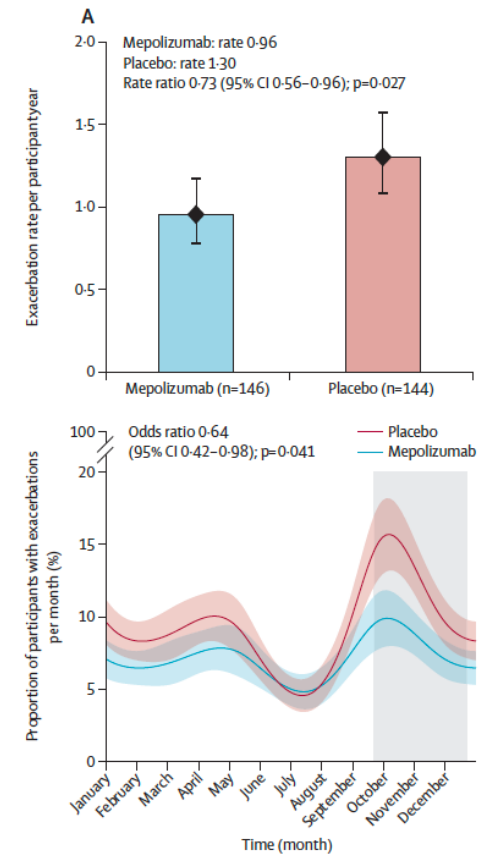 A
Mepolizumab: rate 0·96
Placebo: rate 1·30
Rate ratio 0·73 (95% CI 0·56–0·96); p=0·027
Exacerbation rate per participant year
2·0
1·5
1·0
0·5
0
Mepolizumab (n=146)
Placebo (n=144)
Odds ratio 0·64
(95% CI 0·42–0·98); p=0·041
Placebo
Mepolizumab
Proportion of participants with exacerbations
per month (%)
100
20
15
10
5
0
January
February
March
April
May
June
July
August
September
October
November
December
Time (month)